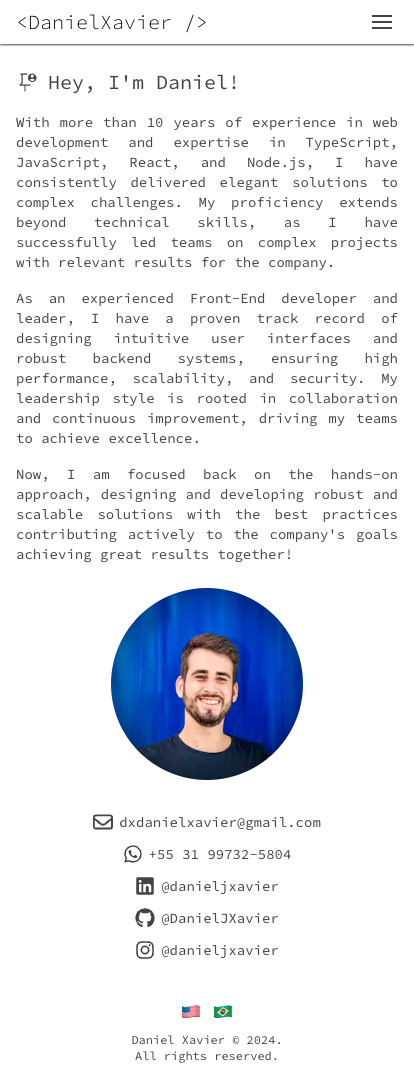 <DanielXavier />
Hey, I'm Daniel!
With more than 10 years of experience in web
development and expertise in TypeScript,
JavaScript, React, and Node.js, I have
consistently delivered elegant solutions to
complex challenges. My proficiency extends
beyond technical skills, as I have
successfully led teams on complex projects
with relevant results for the company.
As an experienced Front-End developer and
leader, I have a proven track record of
designing intuitive user interfaces and
robust backend systems, ensuring high
performance, scalability, and security. My
leadership style is rooted in collaboration
and continuous improvement, driving my teams
to achieve excellence.
Now, I am focused back on the hands-on
approach, designing and developing robust and
scalable solutions with the best practices
contributing actively to the company's goals
achieving great results together!
dxdanielxavier@gmail.com
+55 31 99732-5804
@danieljxavier
@DanielJXavier
@danieljxavier
Daniel Xavier © 2024.
All rights reserved.